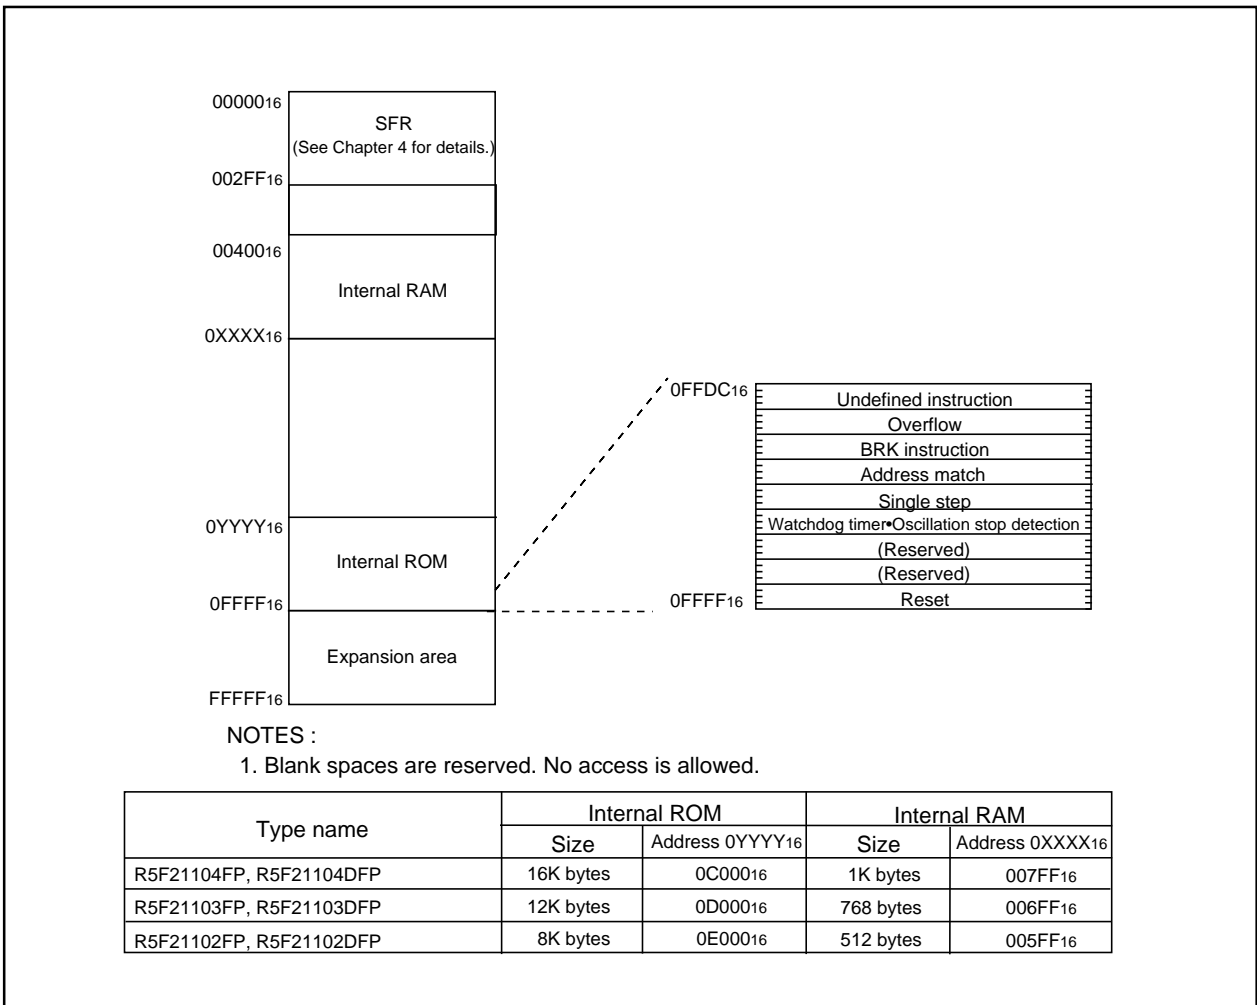 0000016
SFR
(See Chapter 4 for details.)
002FF16
0040016
Internal RAM
0XXXX16
0YYYY16
Internal ROM
0FFFF16
Expansion area
FFFFF16
0FFDC16
Undefined instruction
Overflow
BRK instruction
Address match
Single step
Watchdog timer•Oscillation stop detection
(Reserved)
(Reserved)
0FFFF16 Reset
NOTES :
1. Blank spaces are reserved. No access is allowed.
Type name Internal ROM Internal RAM
Size Address 0YYYY16 Size Address 0XXXX16
R5F21104FP, R5F21104DFP 16K bytes 0C00016 1K bytes 007FF16
R5F21103FP, R5F21103DFP 12K bytes 0D00016 768 bytes 006FF16
R5F21102FP, R5F21102DFP 8K bytes 0E00016 512 bytes 005FF16